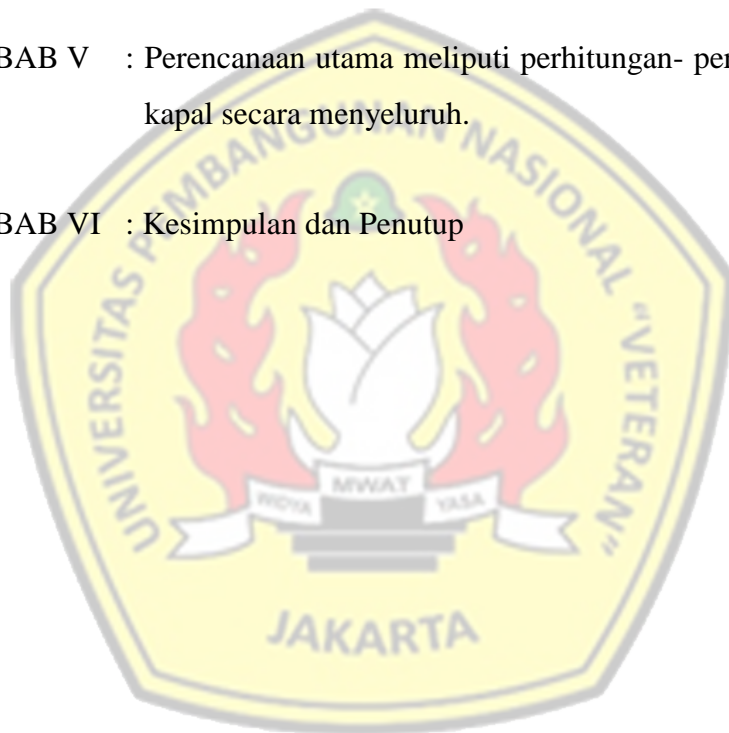 BAB V : Perencanaan utama meliputi perhitungan- per
kapal secara menyeluruh.
BAB VI : Kesimpulan dan Penutup
UNIVERSITAS PEMBANGUNAN NASIONAL "VETERAN"
WIDYA MWAT YASA
JAKARTA